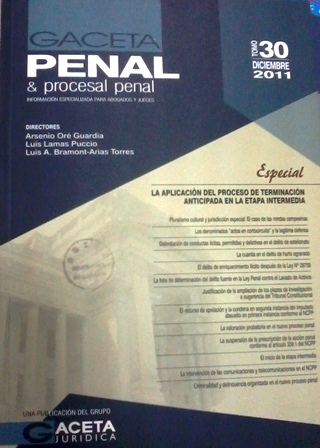 GACETA
PENAL
& procesal penal
INFORMACIÓN ESPECIALIZADA PARA ABOGADOS Y JUECES
TOMO
30
DICIEMBRE
2011
DIRECTORES
Arsenio Oré Guardia
Luis Lamas Puccio
Luis A. Bramont-Arias Torres
Especial
LA APLICACIÓN DEL PROCESO DE TERMINACIÓN
ANTICIPADA EN LA ETAPA INTERMEDIA
Pluralismo cultural y jurisdicción especial. El caso de las rondas campesinas
Los denominados "actos en cortocircuito" y la legítima defensa
Delimitación de conductas lícitas, permitidas y delictivas en el delito de estelionato
La cuantía en el delito de hurto agravado
El delito de enriquecimiento ilícito después de la Ley Nº 28758
La falta de determinación del delito fuente en la Ley Penal contra el Lavado de Activos
Justificación de la ampliación de los plazos de investigación
a sugerencia del Tribunal Constitucional
El recurso de apelación y la condena en segunda instancia del imputado
absuelto en primera instancia conforme al NCPP
La valoración probatoria en el nuevo proceso penal
La suspensión de la prescripción de la acción penal
conforme al artículo 339.1 del NCPP
El inicio de la etapa intermedia
La intervención de las comunicaciones y telecomunicaciones en el NCPP
Criminalidad y delincuencia organizada en el nuevo proceso penal
UNA PUBLICACIÓN DEL GRUPO
GACETA
JURIDICA